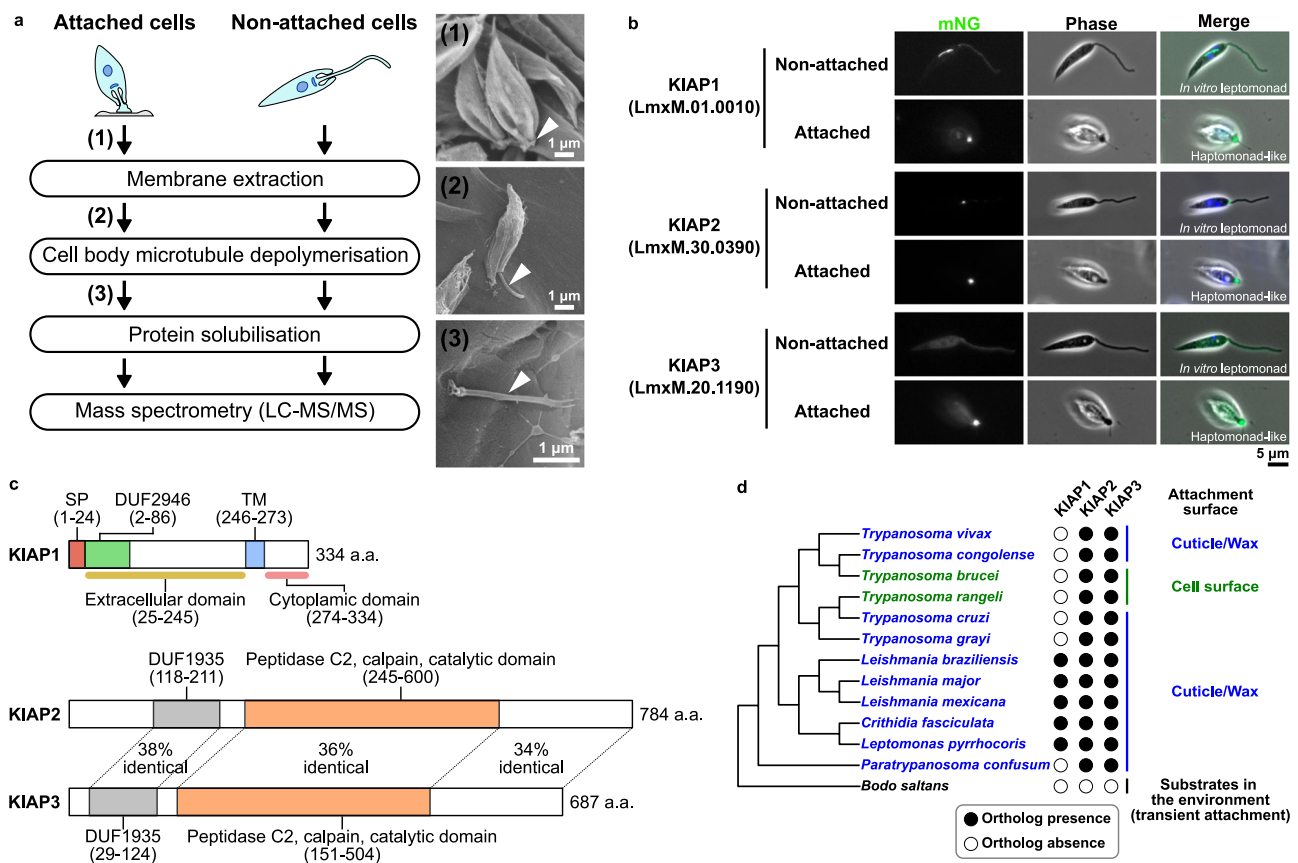 a
Attached cells
Non-attached cells
(1)
Membrane extraction
(2)
Cell body microtubule depolymerisation
(3)
Protein solubilisation
Mass spectrometry (LC-MS/MS)
(1)
1 µm
(2)
1 µm
(3)
1 µm
b
mNG
Phase
Merge
KIAP1
(LmxM.01.0010)
Non-attached
In vitro leptomonad
Attached
Haptomonad-like
KIAP2
(LmxM.30.0390)
Non-attached
In vitro leptomonad
Attached
Haptomonad-like
KIAP3
(LmxM.20.1190)
Non-attached
In vitro leptomonad
Attached
Haptomonad-like
5 µm
c
SP
(1-24)
DUF2946
(2-86)
TM
(246-273)
KIAP1
334 a.a.
Extracellular domain
(25-245)
Cytoplamic domain
(274-334)
DUF1935
(118-211)
Peptidase C2, calpain, catalytic domain
(245-600)
KIAP2
784 a.a.
38%
identical
36%
identical
34%
identical
KIAP3
687 a.a.
DUF1935
(29-124)
Peptidase C2, calpain, catalytic domain
(151-504)
d
KIAP1
KIAP2
KIAP3
Attachment
surface
Trypanosoma vivax
Trypanosoma congolense
Cuticle/Wax
Trypanosoma brucei
Trypanosoma rangeli
Cell surface
Trypanosoma cruzi
Trypanosoma grayi
Leishmania braziliensis
Leishmania major
Leishmania mexicana
Crithidia fasciculata
Leptomonas pyrrhocoris
Paratrypanosoma confusum
Cuticle/Wax
Bodo saltans
Substrates in
the environment
(transient attachment)
Ortholog presence
Ortholog absence